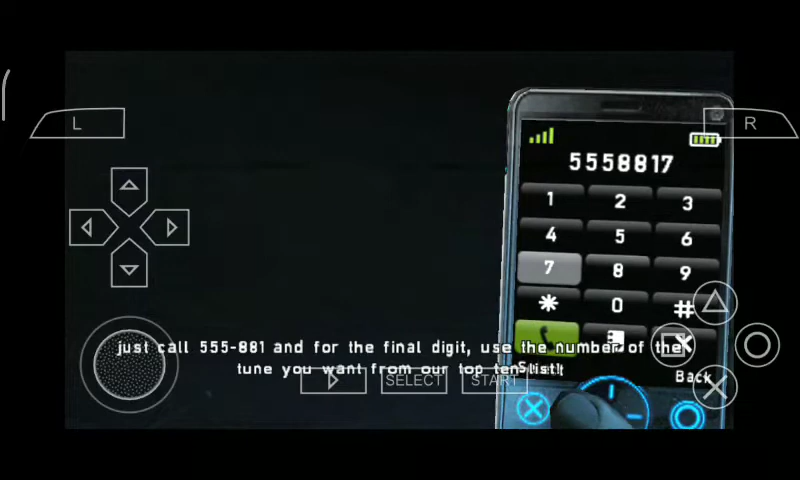 L
R
5558817
1 2 3
4 5 6
7 8 9
* 0 #
just call 555-881 and for the final digit, use the number of the
tune you want from our top ten list!
SELECT
START
Back